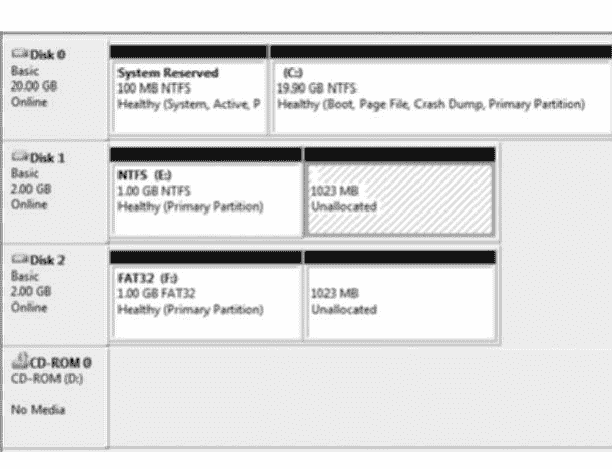 Disk 0
Basic
20.00 GB
Online
System Reserved
100 MB NTFS
Healthy (System, Active, P
(C:)
19.90 GB NTFS
Healthy (Boot, Page File, Crash Dump, Primary Partition)
Disk 1
Basic
2.00 GB
Online
NTFS (E:)
1.00 GB NTFS
Healthy (Primary Partition)
1023 MB
Unallocated
Disk 2
Basic
2.00 GB
Online
FAT32 (F:)
1.00 GB FAT32
Healthy (Primary Partition)
1023 MB
Unallocated
CD-ROM 0
CD-ROM (D:)
No Media